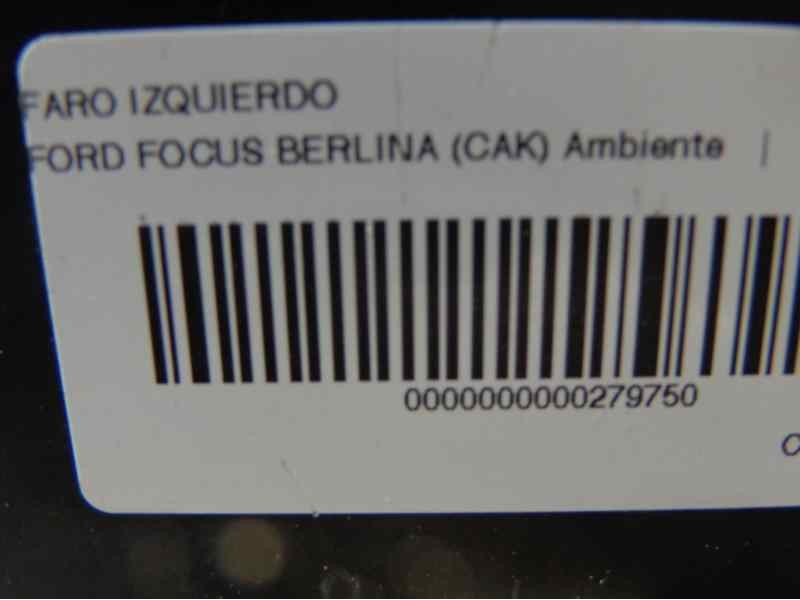 FARO IZQUIERDO
FORD FOCUS BERLINA (CAK) Ambiente |
0000000000279750